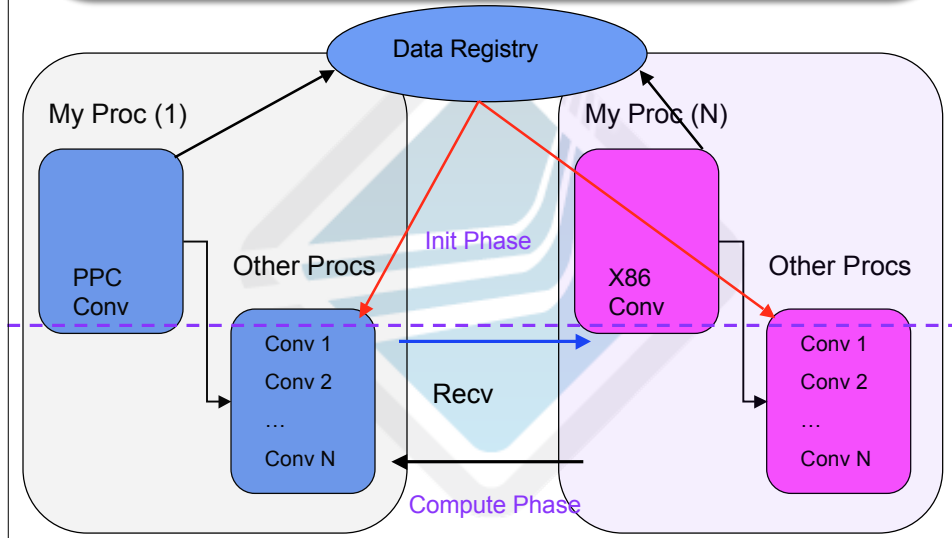 Data Registry
My Proc (1)
My Proc (N)
Init Phase
PPC
Conv
Other Procs
X86
Conv
Other Procs
Conv 1
Conv 2
…
Conv N
Recv
Conv 1
Conv 2
…
Conv N
Compute Phase